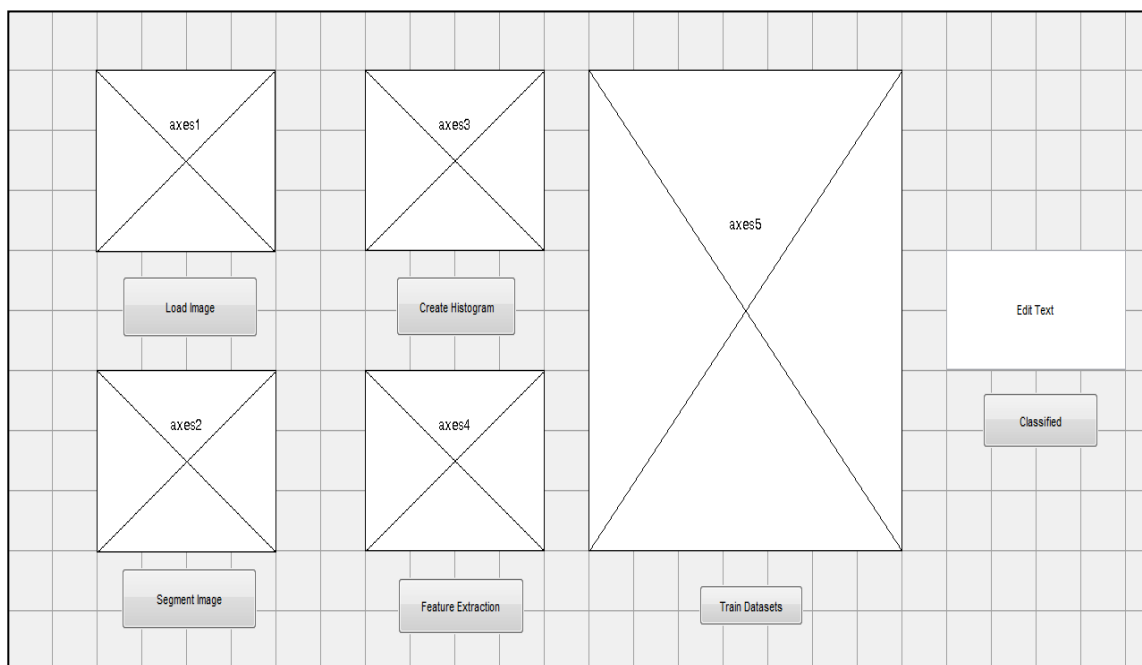 axes1
axes3
axes5
Load Image
Create Histogram
Edit Text
axes2
axes4
Classified
Segment Image
Feature Extraction
Train Datasets